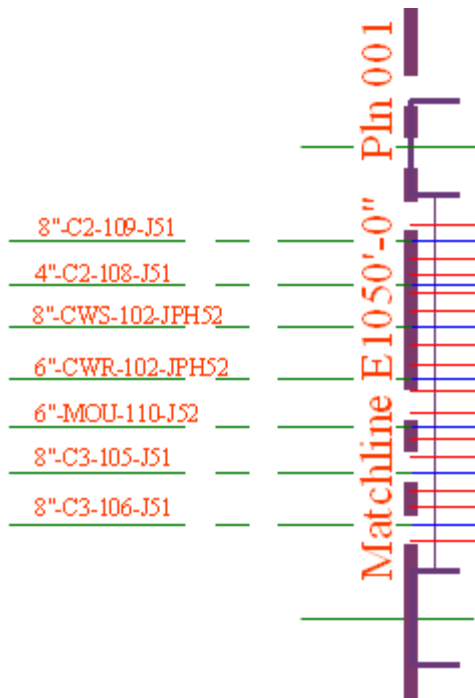 8"-C2-109-J51
4"-C2-108-J51
8"-CWS-102-JPH52
6"-CWR-102-JPH52
6"-MOU-110-J52
8"-C3-105-J51
8"-C3-106-J51
Matchline E1050'-0" Pln 001